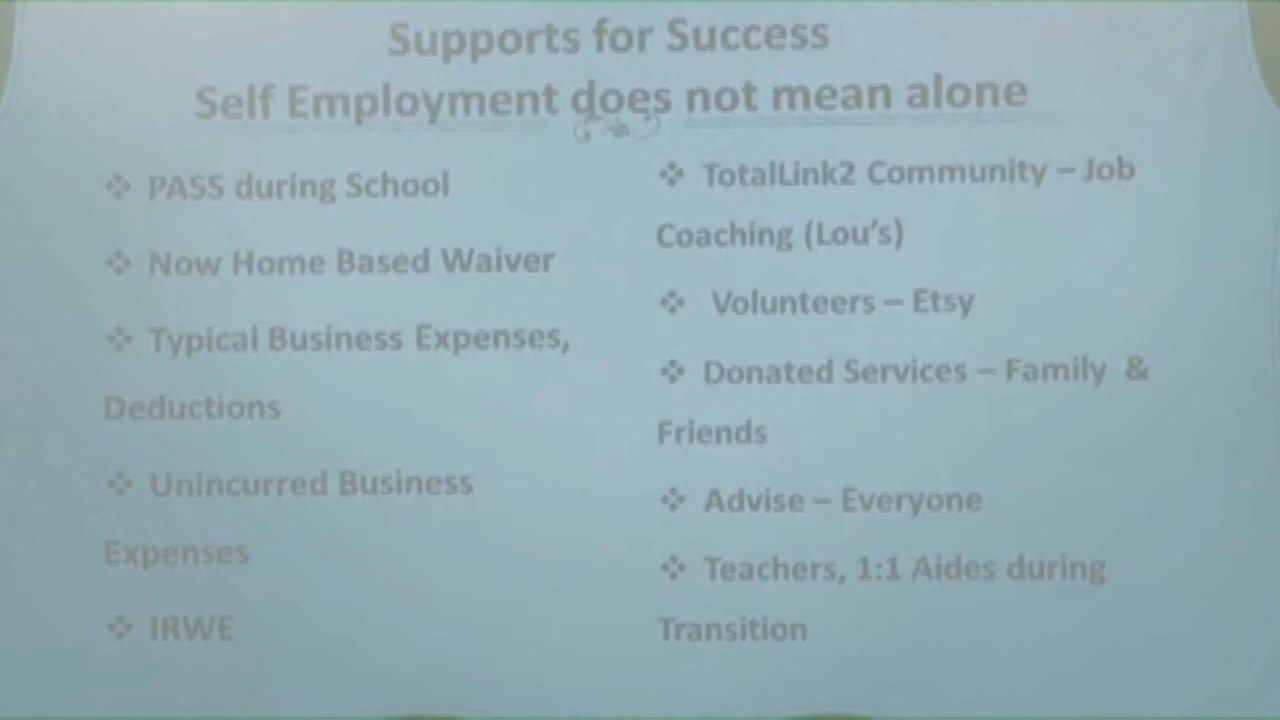 Supports for Success
Self Employment does not mean alone
❖ PASS during School
❖ Now Home Based Waiver
❖ Typical Business Expenses,
Deductions
❖ Unincurred Business
Expenses
❖ IRWE
❖ TotalLink2 Community – Job
Coaching (Lou's)
❖ Volunteers – Etsy
❖ Donated Services – Family &
Friends
❖ Advise – Everyone
❖ Teachers, 1:1 Aides during
Transition